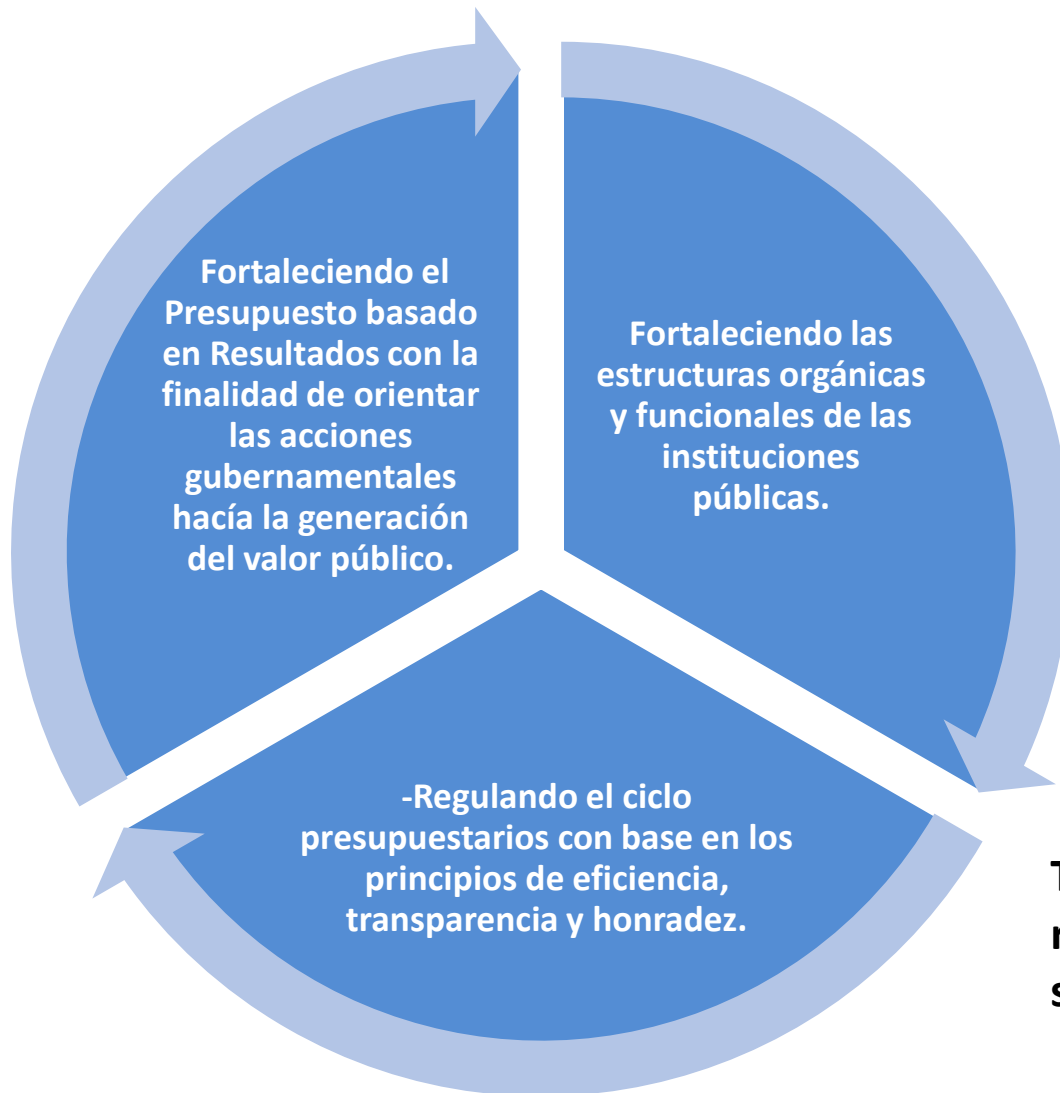 Fortaleciendo el
Presupuesto basado
en Resultados con la
finalidad de orientar
las acciones
gubernamentales
hacía la generación
del valor público.
Fortaleciendo las
estructuras orgánicas
y funcionales de las
instituciones
públicas.
-Regulando el ciclo
presupuestarios con base en los
principios de eficiencia,
transparencia y honradez.